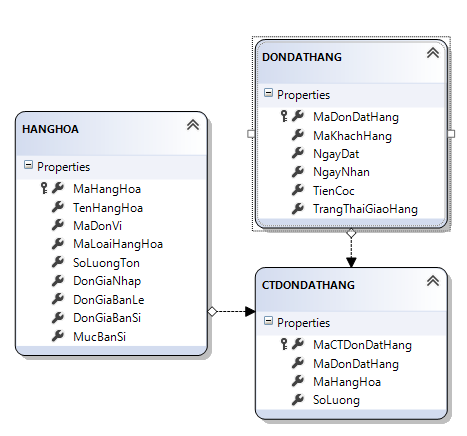 HANGHOA
Properties
MaHangHoa
TenHangHoa
MaDonVi
MaLoaiHangHoa
SoLuongTon
DonGiaNhap
DonGiaBanLe
DonGiaBanSi
MucBanSi
DONDATHANG
Properties
MaDonDatHang
MaKhachHang
NgayDat
NgayNhan
TienCoc
TrangThaiGiaoHang
CTDONDATHANG
Properties
MaCTDonDatHang
MaDonDatHang
MaHangHoa
SoLuong